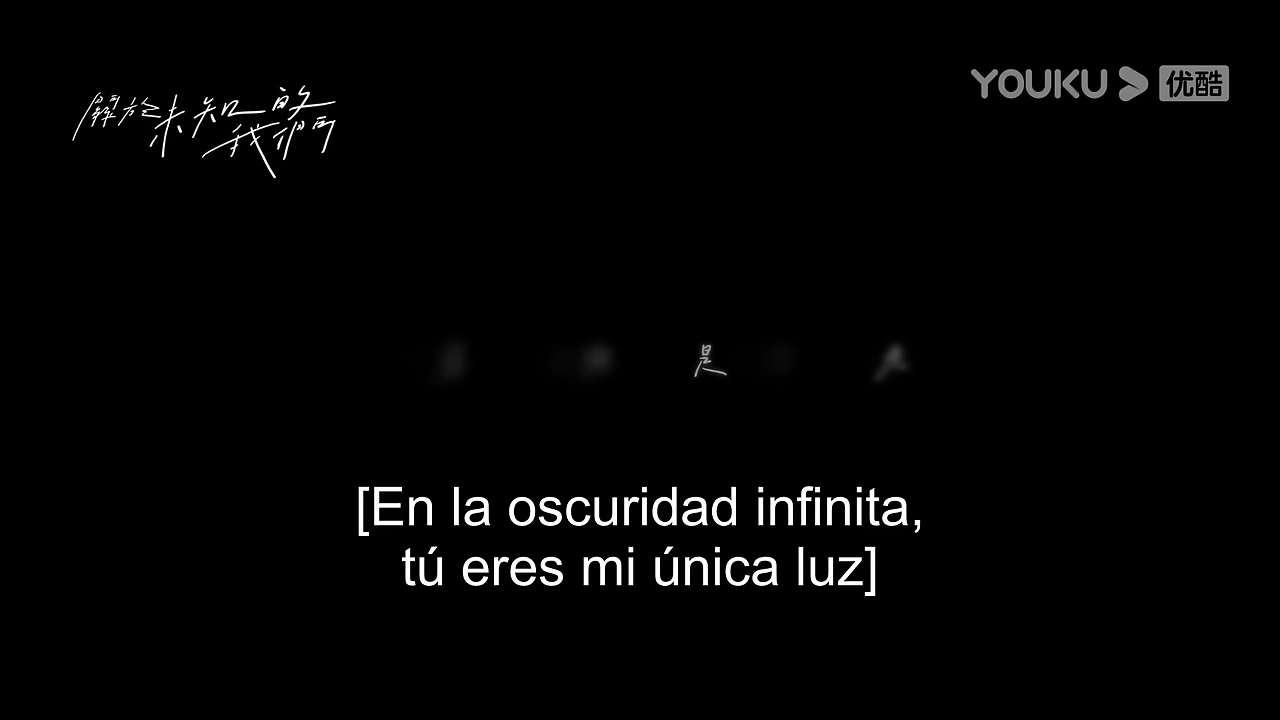 關於未知的
我們
YOUKU 优酷
是
[En la oscuridad infinita,
tú eres mi única luz]